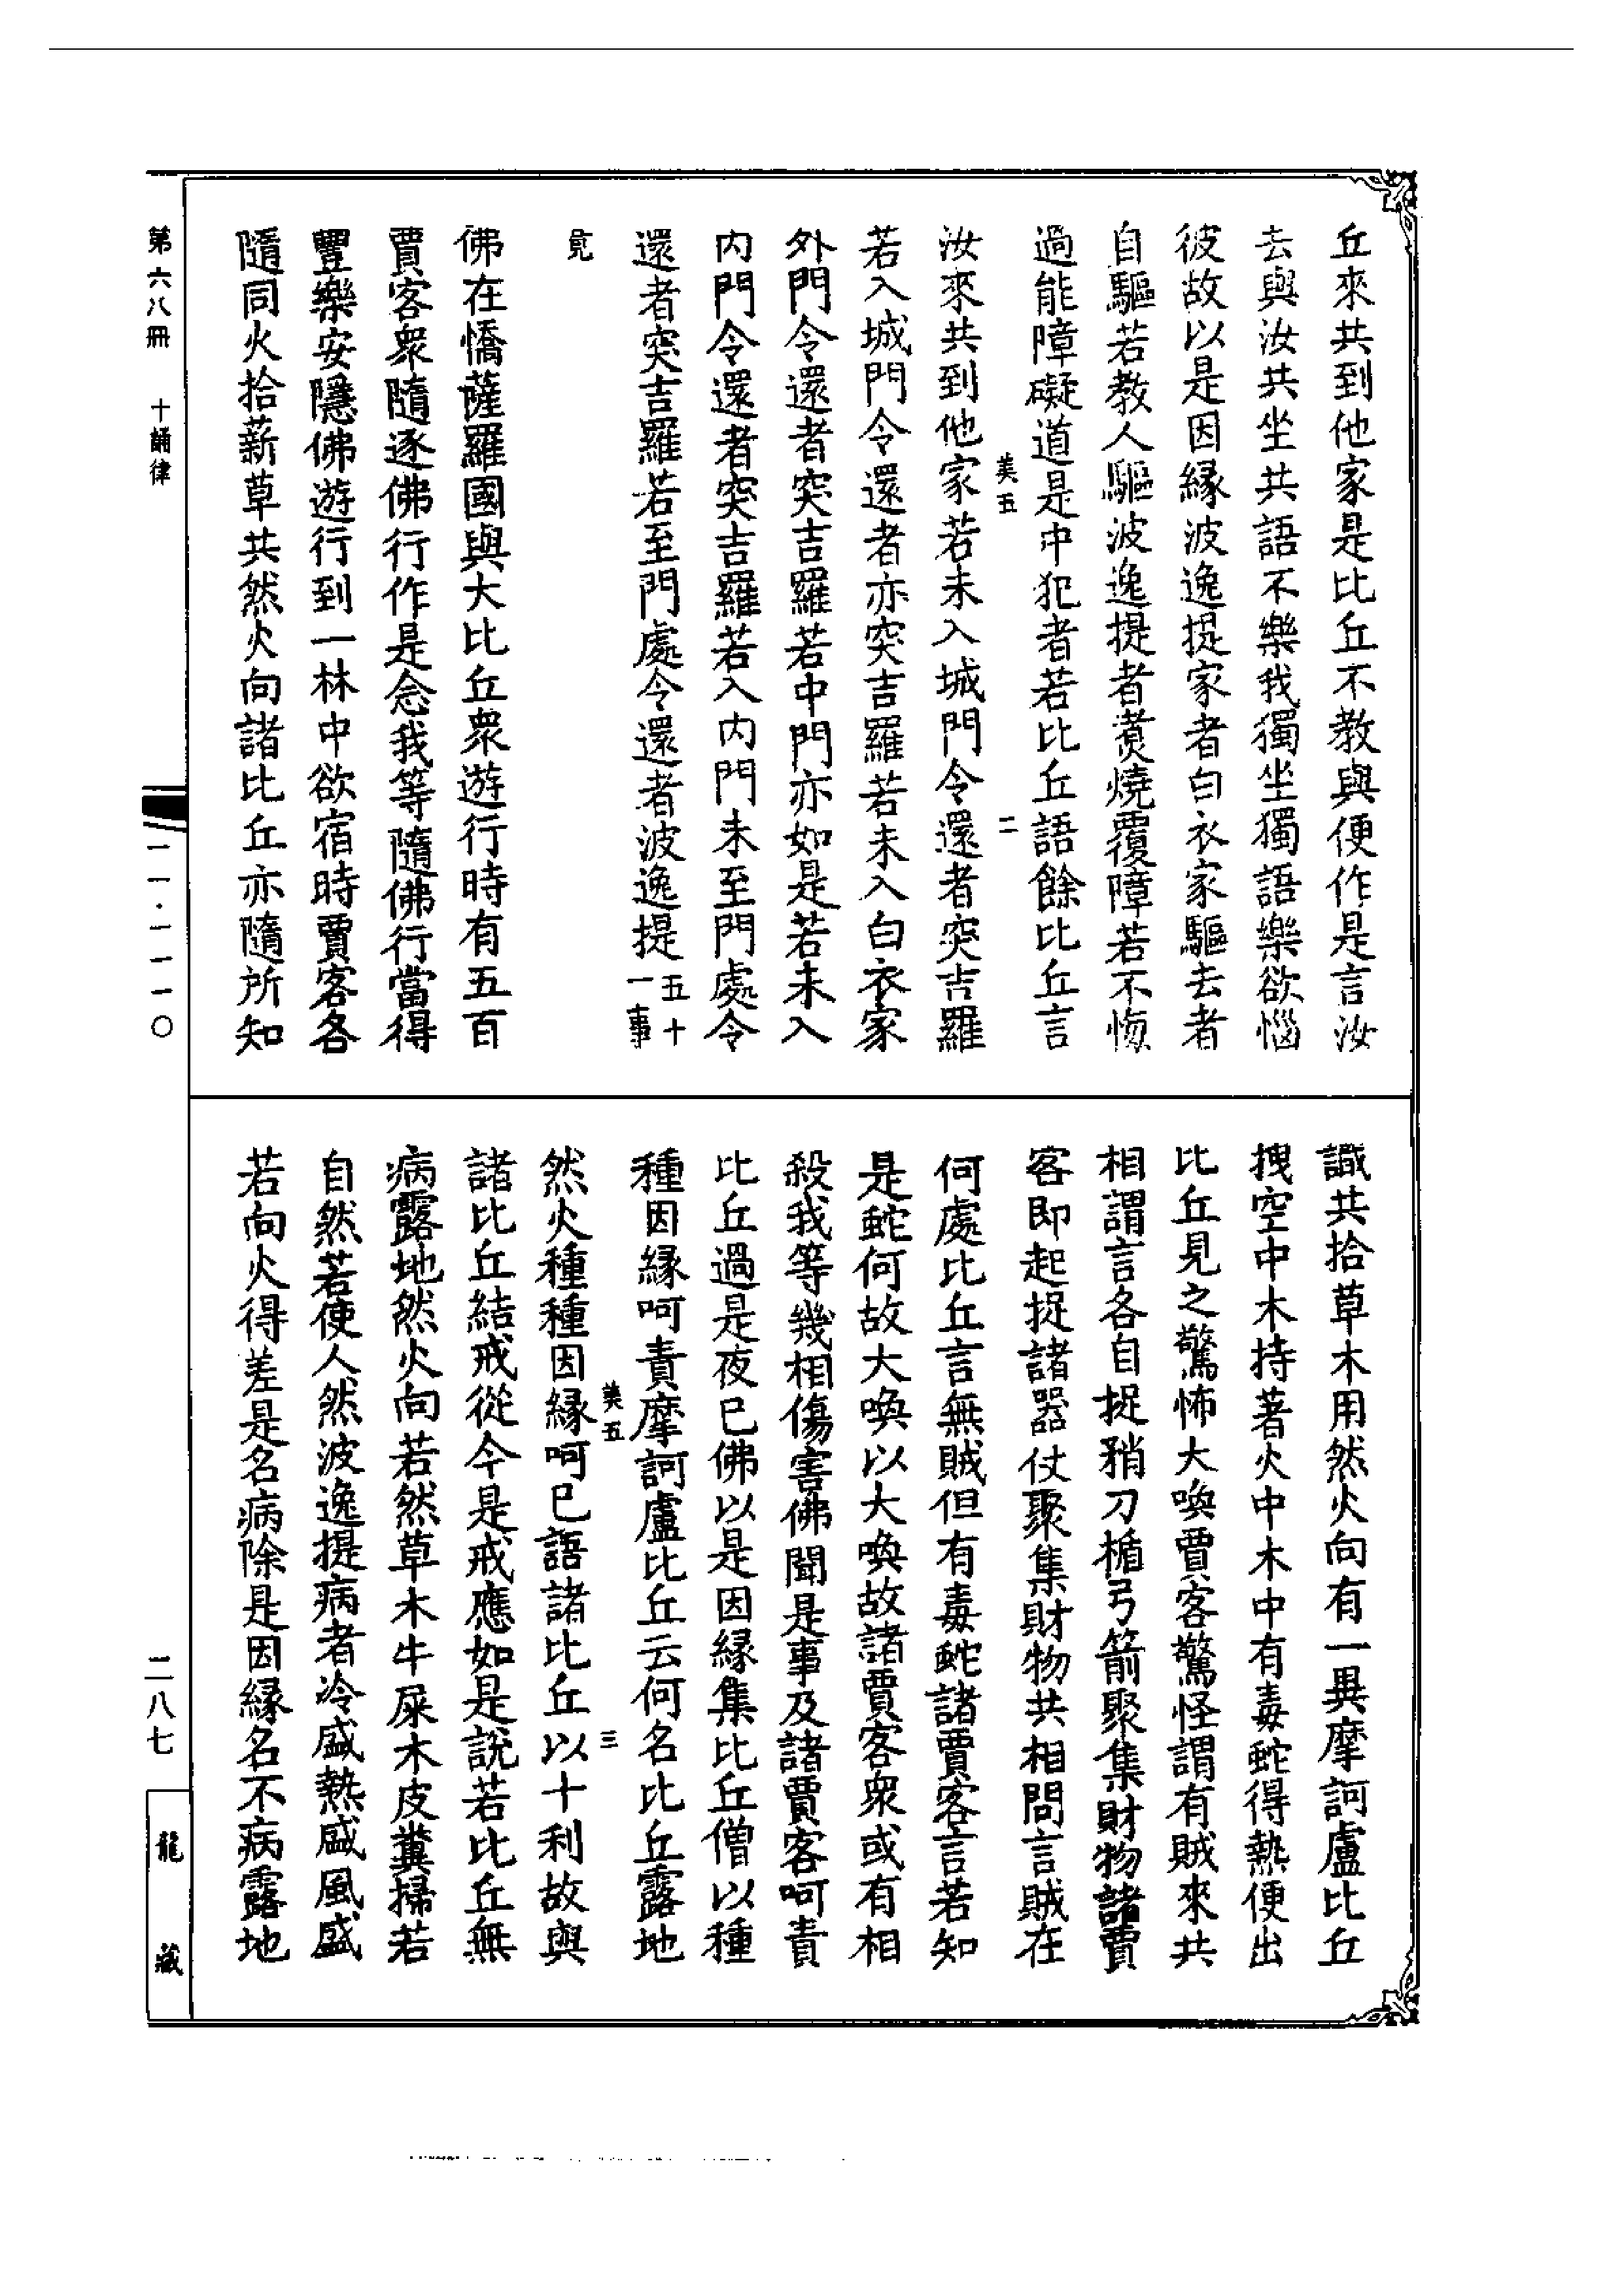 丘來共到他家是比丘不教與便作是言汝
去與汝共坐共語不樂我獨坐獨語樂欲惱
彼故以是因緣波逸提家者白衣家驅去者
自驅若教人驅波逸提者煑燒覆障若不悔
過能障礙道是中犯者若比丘語餘比丘言
美五 二
汝來共到他家若未入城門令還者突吉羅
若入城門令還者亦突吉羅若未入白衣家
外門令還者突吉羅若中門亦如是若未入
内門令還者突吉羅若入内門未至門處令
還者突吉羅若至門處令還者波逸提五十
一事
竟
佛在憍薩羅國與大比丘衆遊行時有五百
賈客衆隨逐佛行作是念我等隨佛行當得
豐樂安隱佛遊行到一林中欲宿時賈客各
隨同火拾薪草共然火向諸比丘亦隨所知
識共拾草木用然火向有一異摩訶盧比丘
拽空中木持著火中木中有毒蛇得熱便出
比丘見之驚怖大喚賈客驚怪謂有賊來共
相謂言各自捉矟刀楯弓箭聚集財物諸賈
客即起捉諸器仗聚集財物共相問言賊在
何處比丘言無賊但有毒蛇諸賈客言若知
是蛇何故大喚以大喚故諸賈客衆或有相
殺我等幾相傷害佛聞是事及諸賈客呵責
比丘過是夜已佛以是因緣集比丘僧以種
種因緣呵責摩訶盧比丘云何名比丘露地
美五 三
然火種種因緣呵已語諸比丘以十利故與
諸比丘結戒從今是戒應如是說若比丘無
病露地然火向若然草木牛屎木皮糞掃若
自然若使人然波逸提病者冷盛熱盛風盛
若向火得差是名病除是因緣名不病露地
第六八冊 十誦律
一一·一一一〇
二八七
龍藏